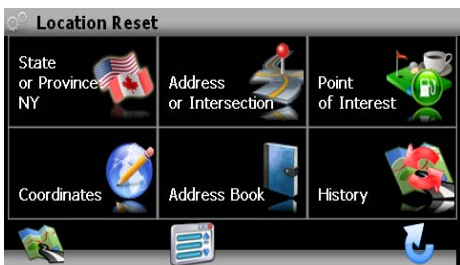 Location Reset
State
or Province
NY
Address
or Intersection
Point
of Interest
Coordinates
Address Book
History